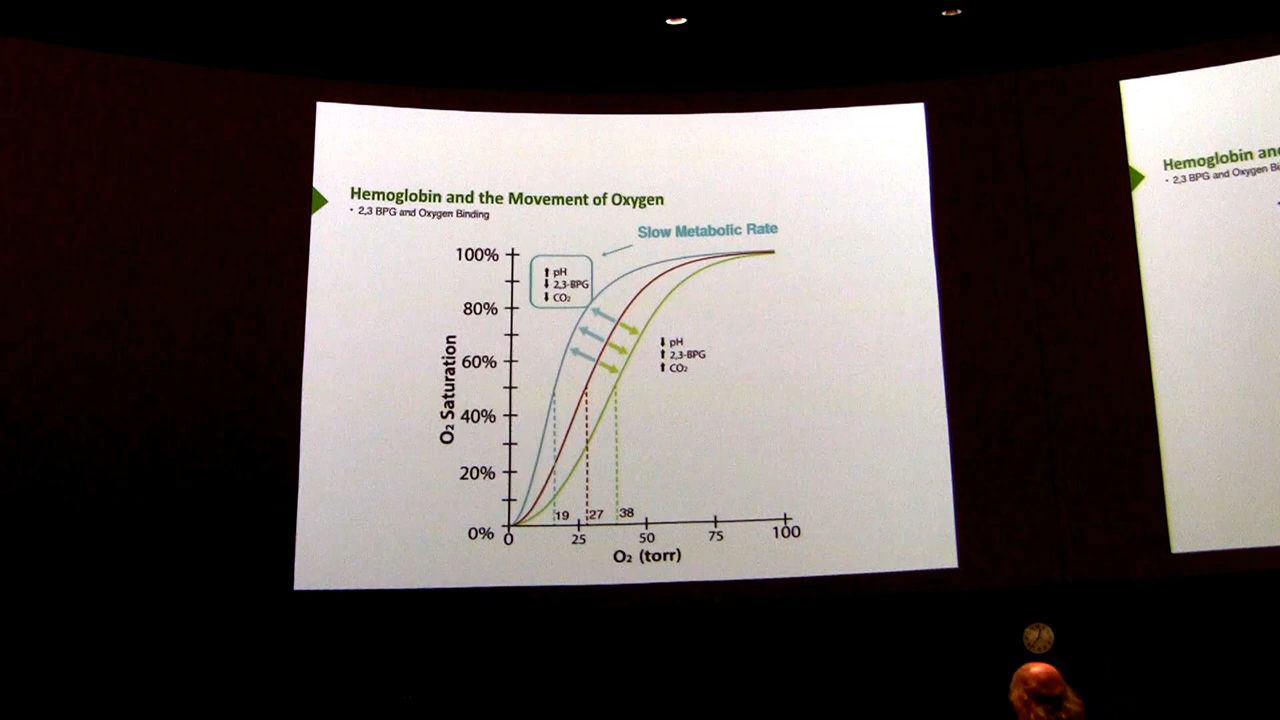 Hemoglobin and the Movement of Oxygen
• 2,3 BPG and Oxygen Binding
Slow Metabolic Rate
100%
80%
60%
40%
20%
0%
O₂ Saturation
⬆ pH
⬇ 2,3-BPG
⬇ CO₂
⬇ pH
⬆ 2,3-BPG
⬆ CO₂
19 27 38
0 25 50 75 100
O₂ (torr)
Hemoglobin and
• 2,3 BPG and Oxygen